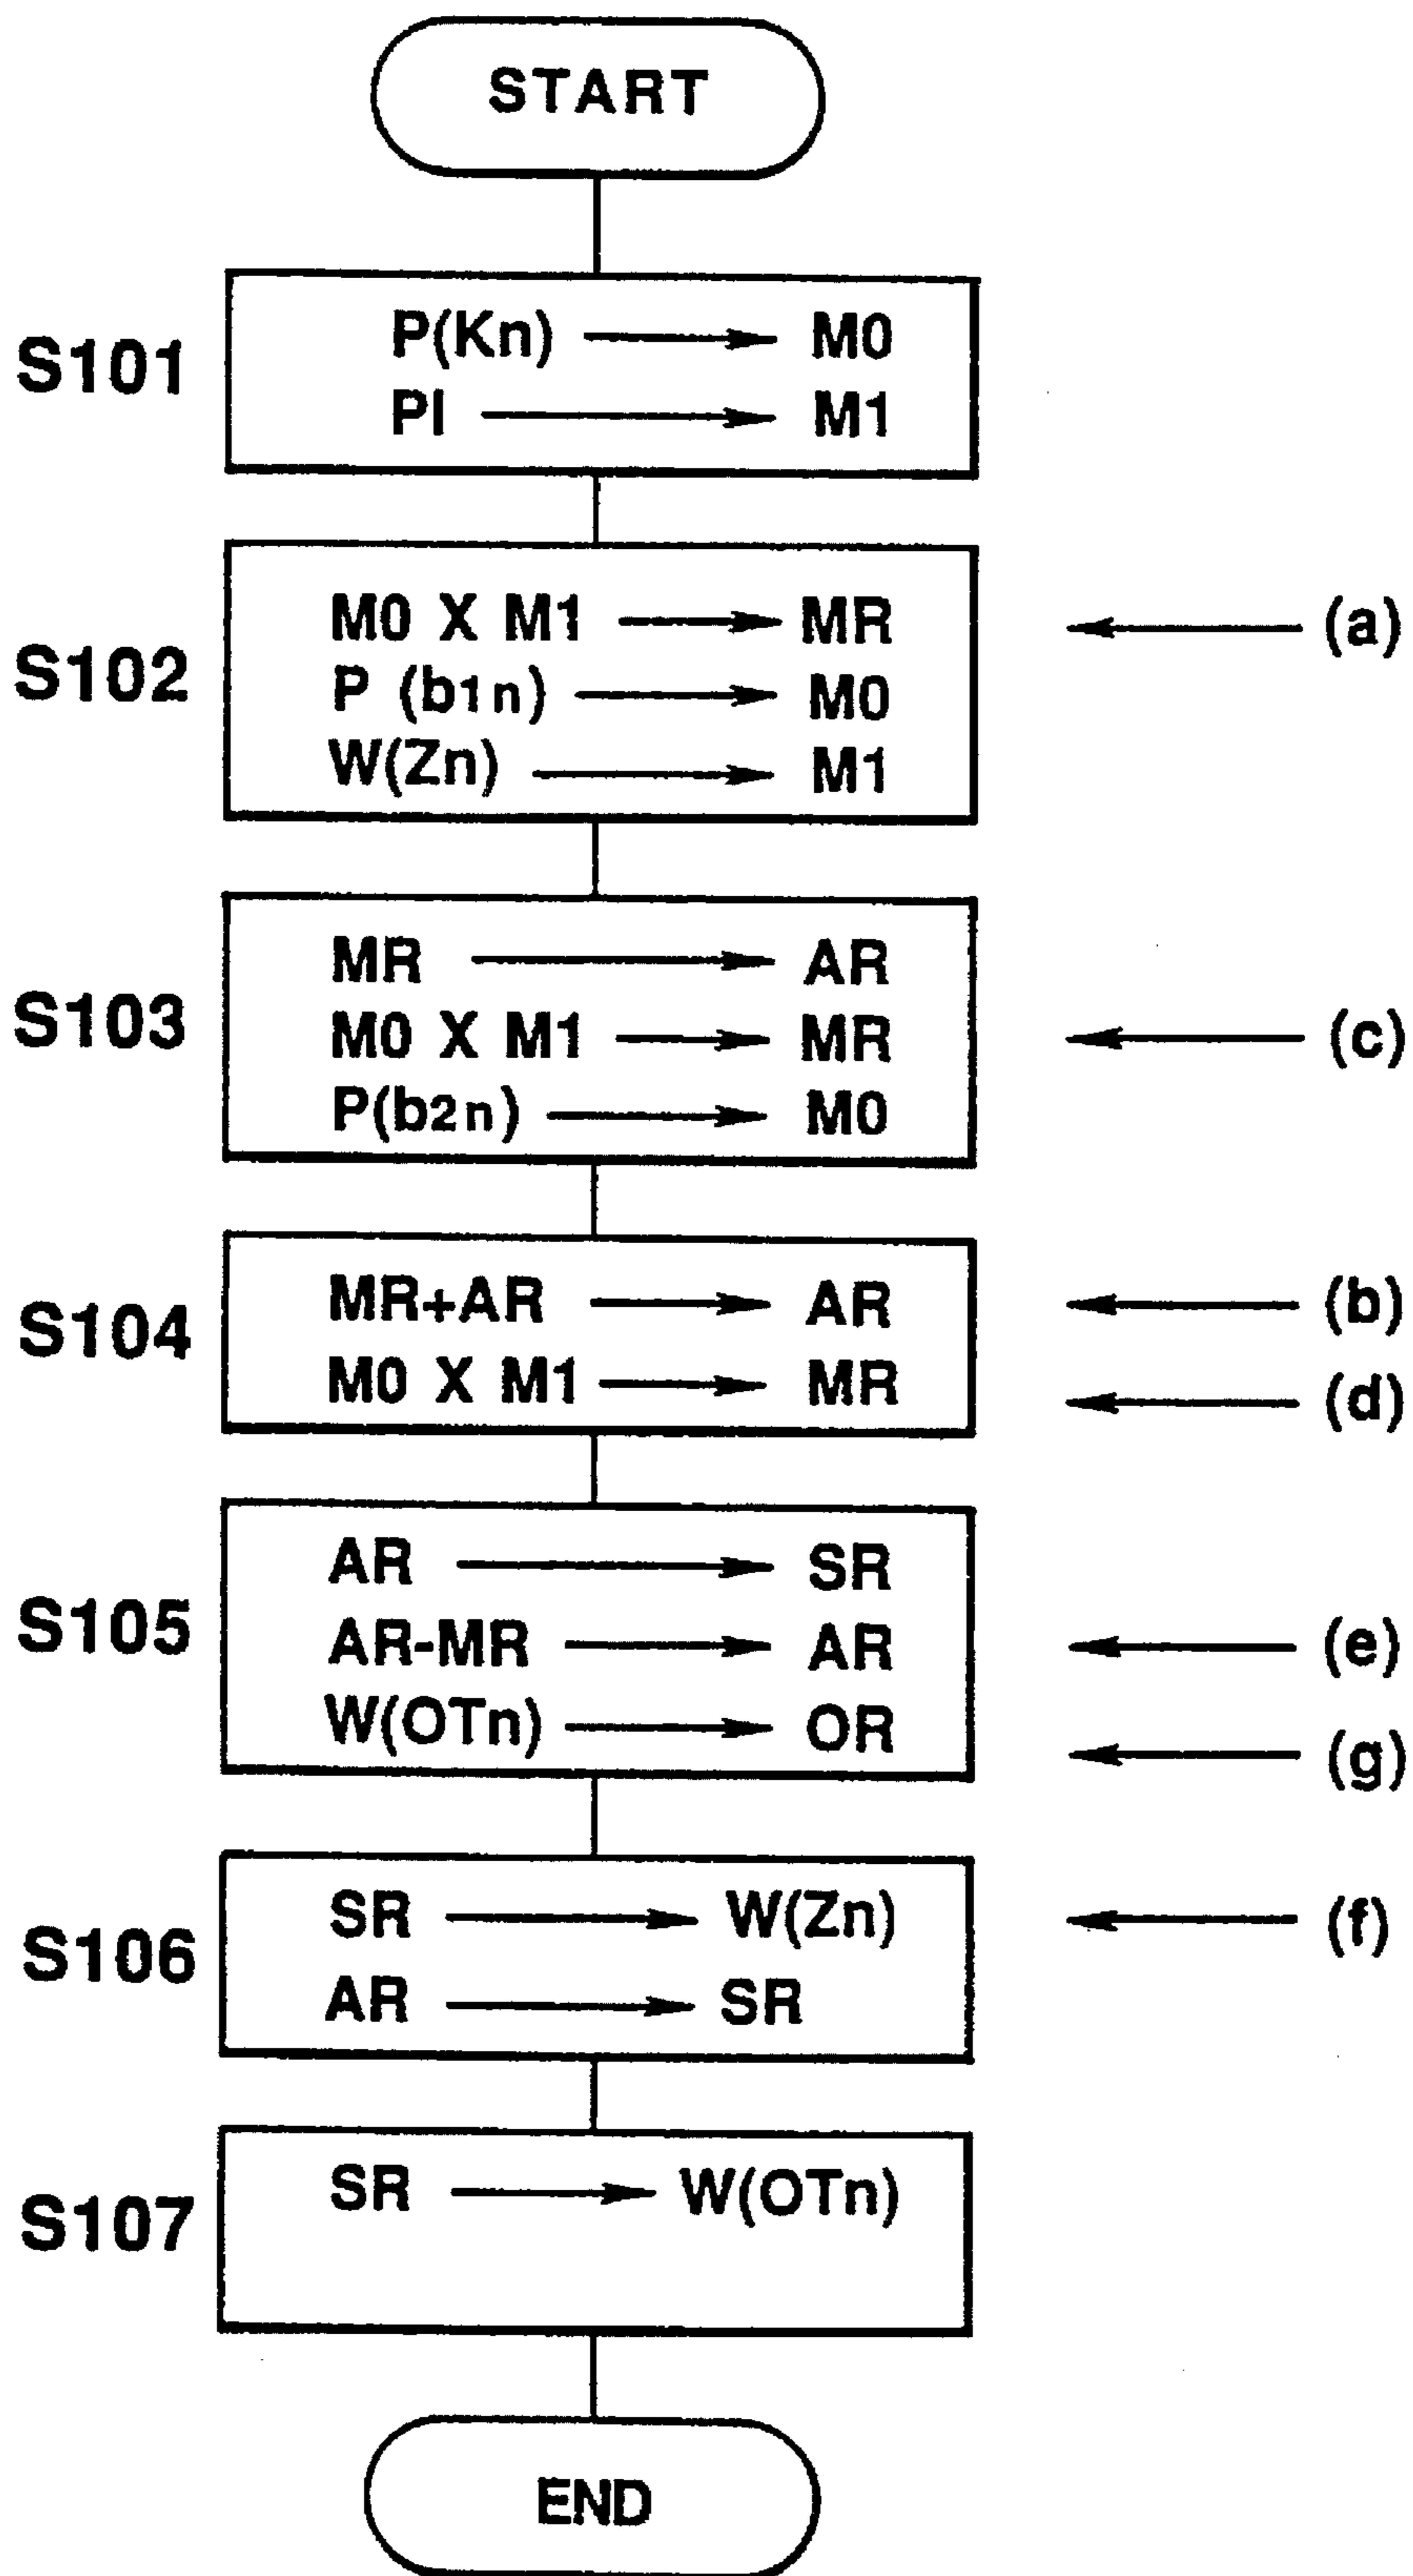 START
S101
P(Kn) → M0
PI → M1
S102
M0 X M1 → MR ← (a)
P (b1n) → M0
W(Zn) → M1
S103
MR → AR
M0 X M1 → MR ← (c)
P(b2n) → M0
S104
MR+AR → AR ← (b)
M0 X M1 → MR ← (d)
S105
AR → SR
AR-MR → AR ← (e)
W(OTn) → OR ← (g)
S106
SR → W(Zn) ← (f)
AR → SR
S107
SR → W(OTn)
END